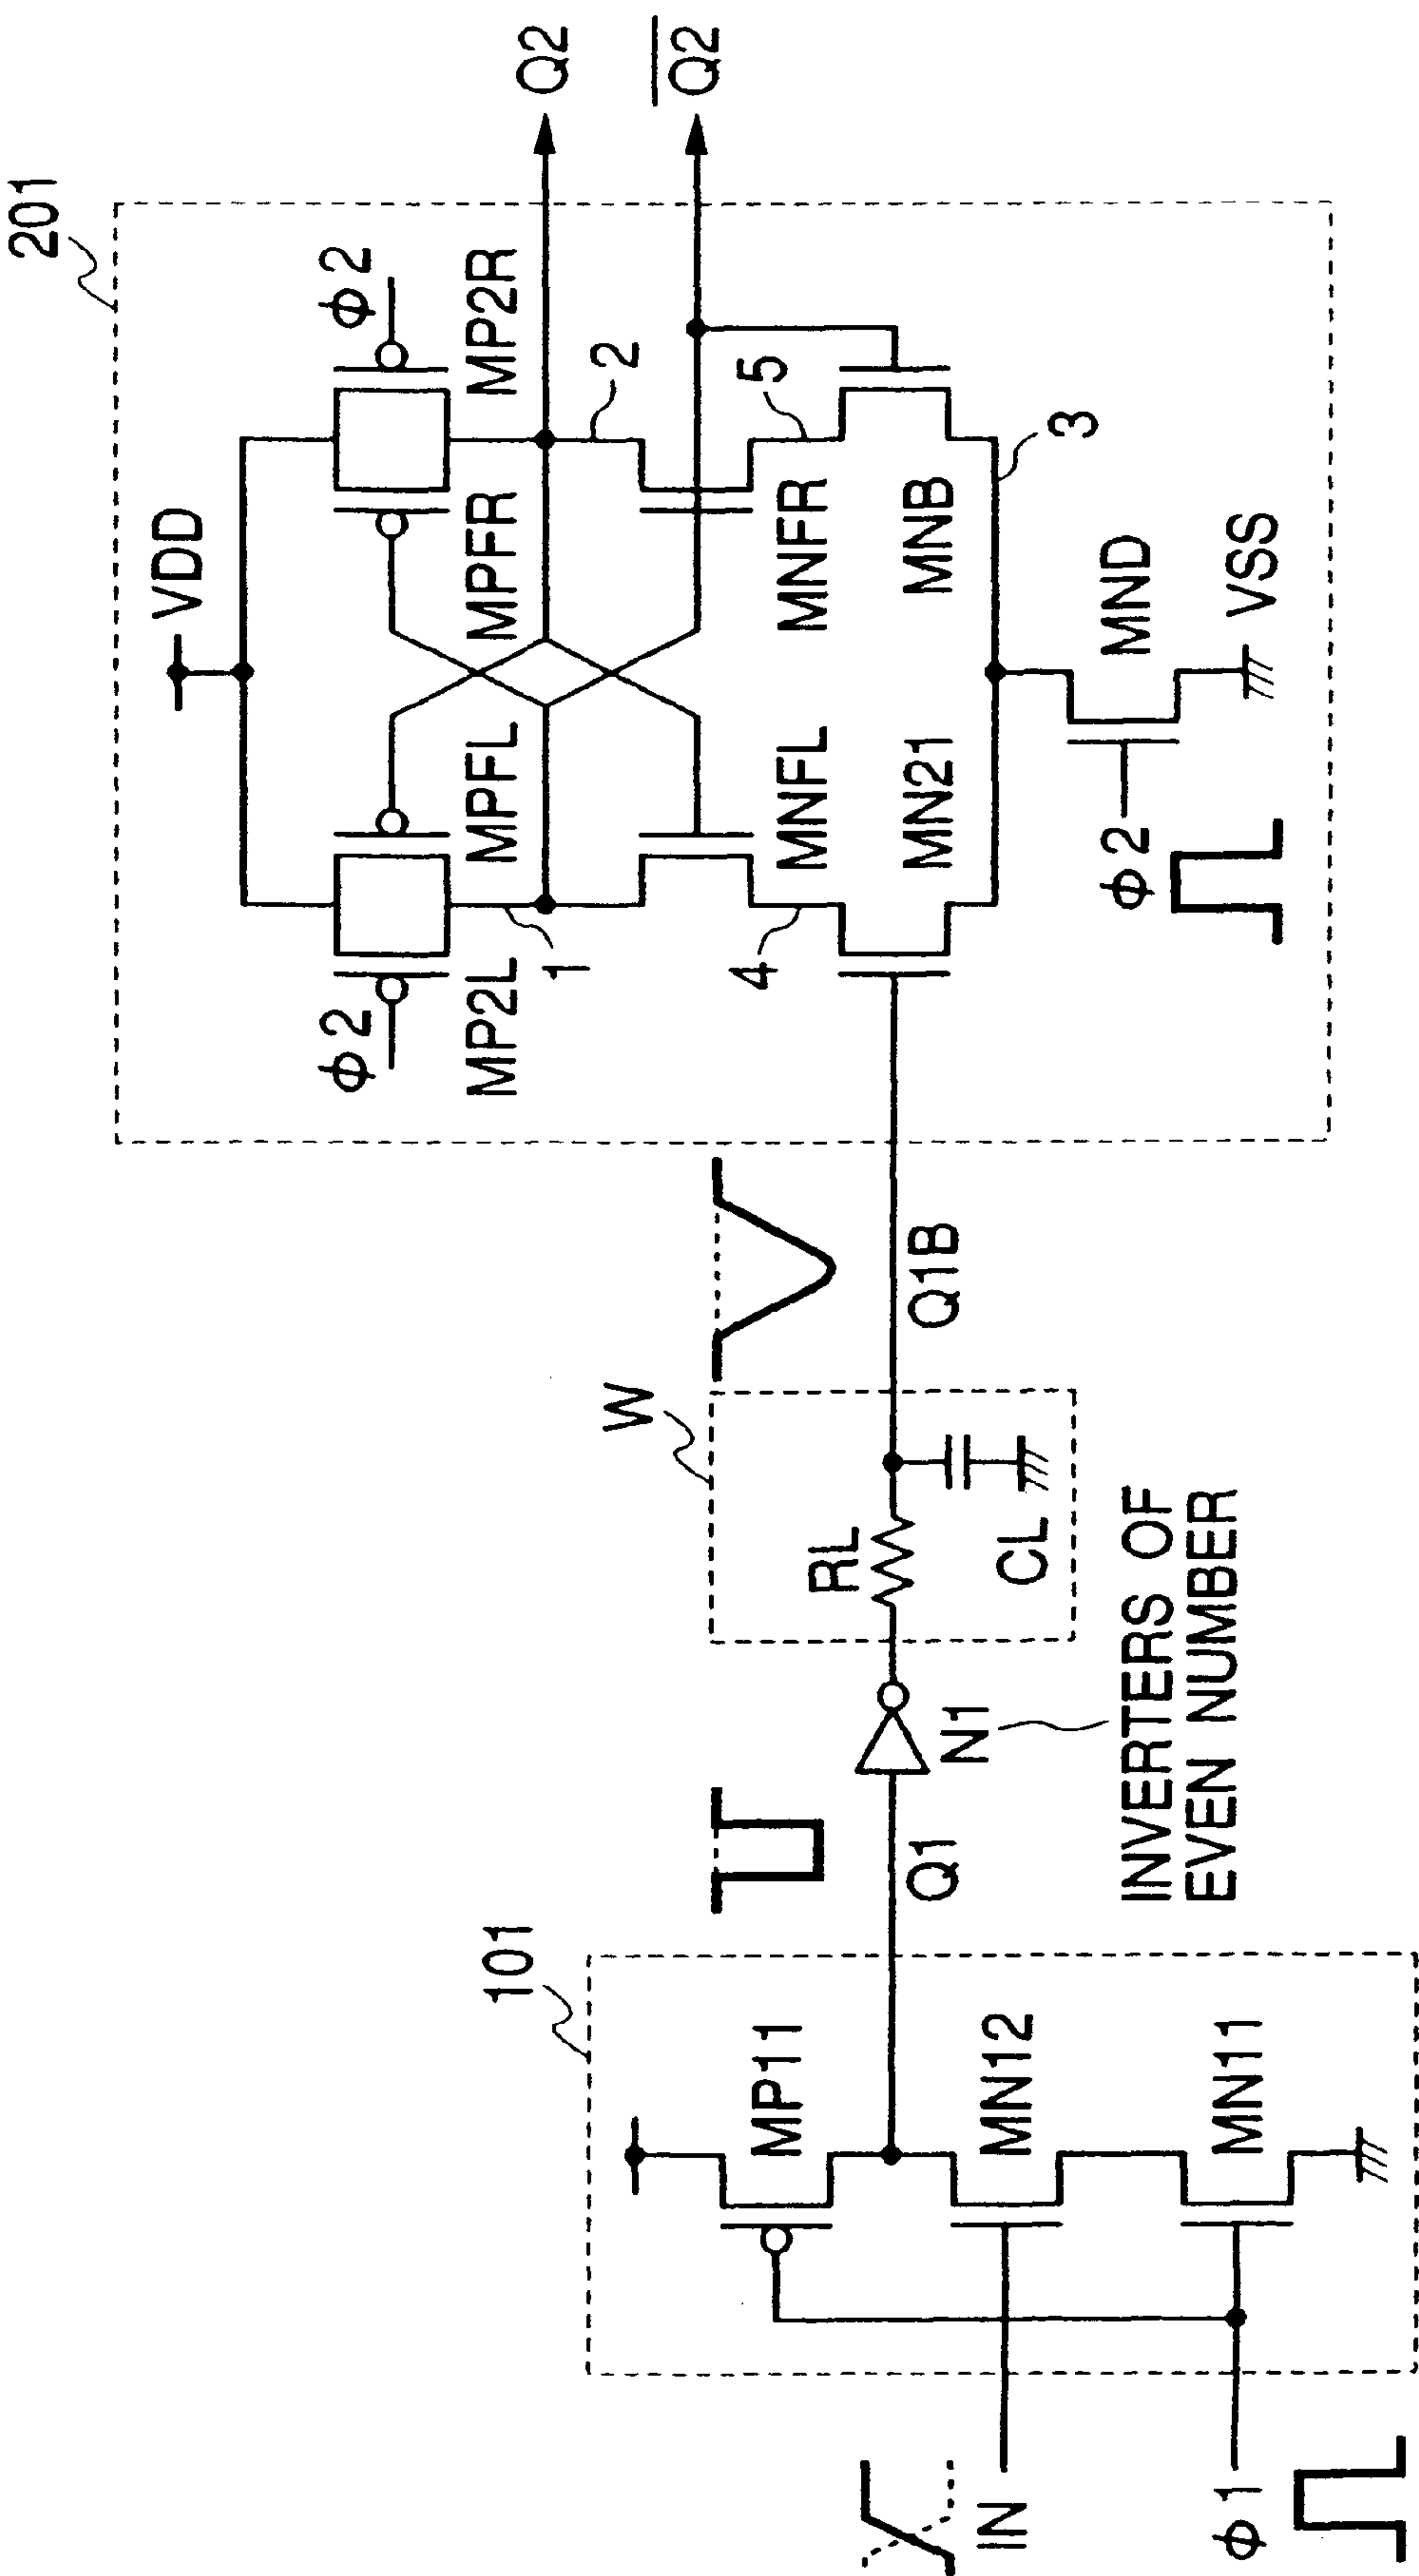 201
VDD
ϕ2
ϕ2
MP2L
MPFL
MPFR
MP2R
Q2
Q2
1
2
4
5
MNFL
MNFR
MN21
MNB
3
MND
ϕ2
VSS
W
RL
CL
Q1B
N1
INVERTERS OF
EVEN NUMBER
Q1
101
MP11
MN12
MN11
IN
ϕ1